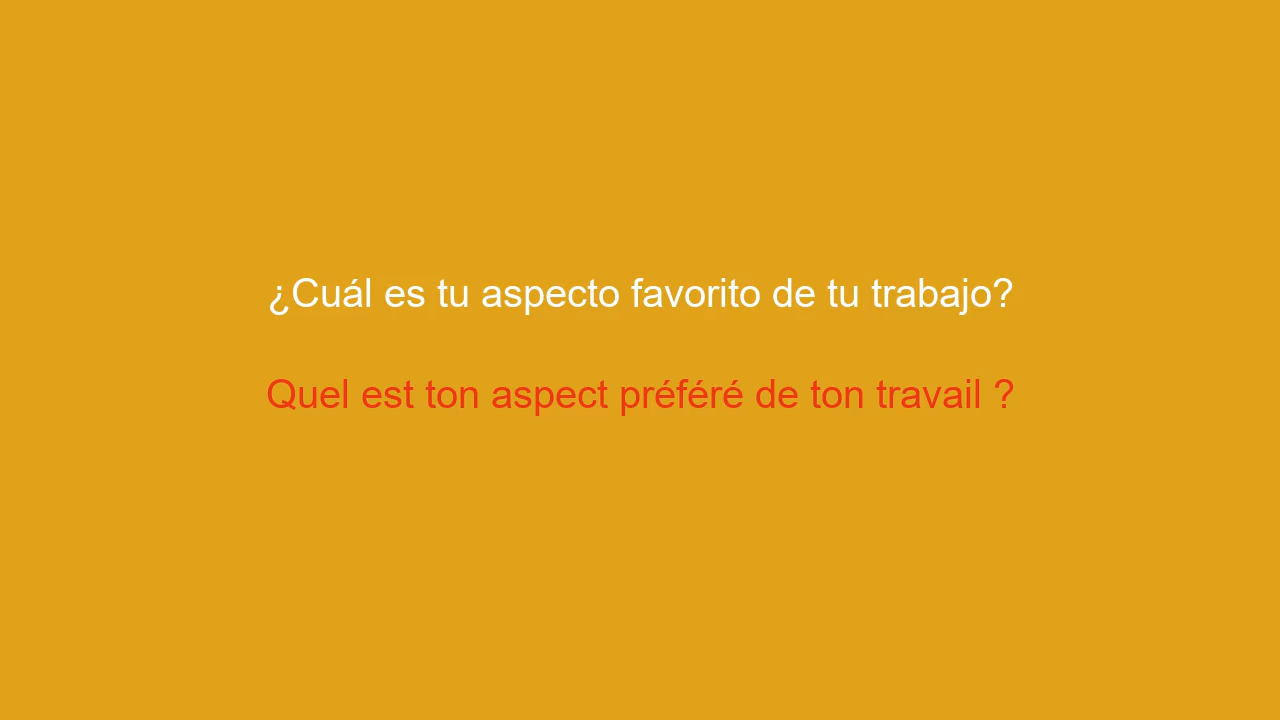 ¿Cuál es tu aspecto favorito de tu trabajo?
Quel est ton aspect préféré de ton travail ?